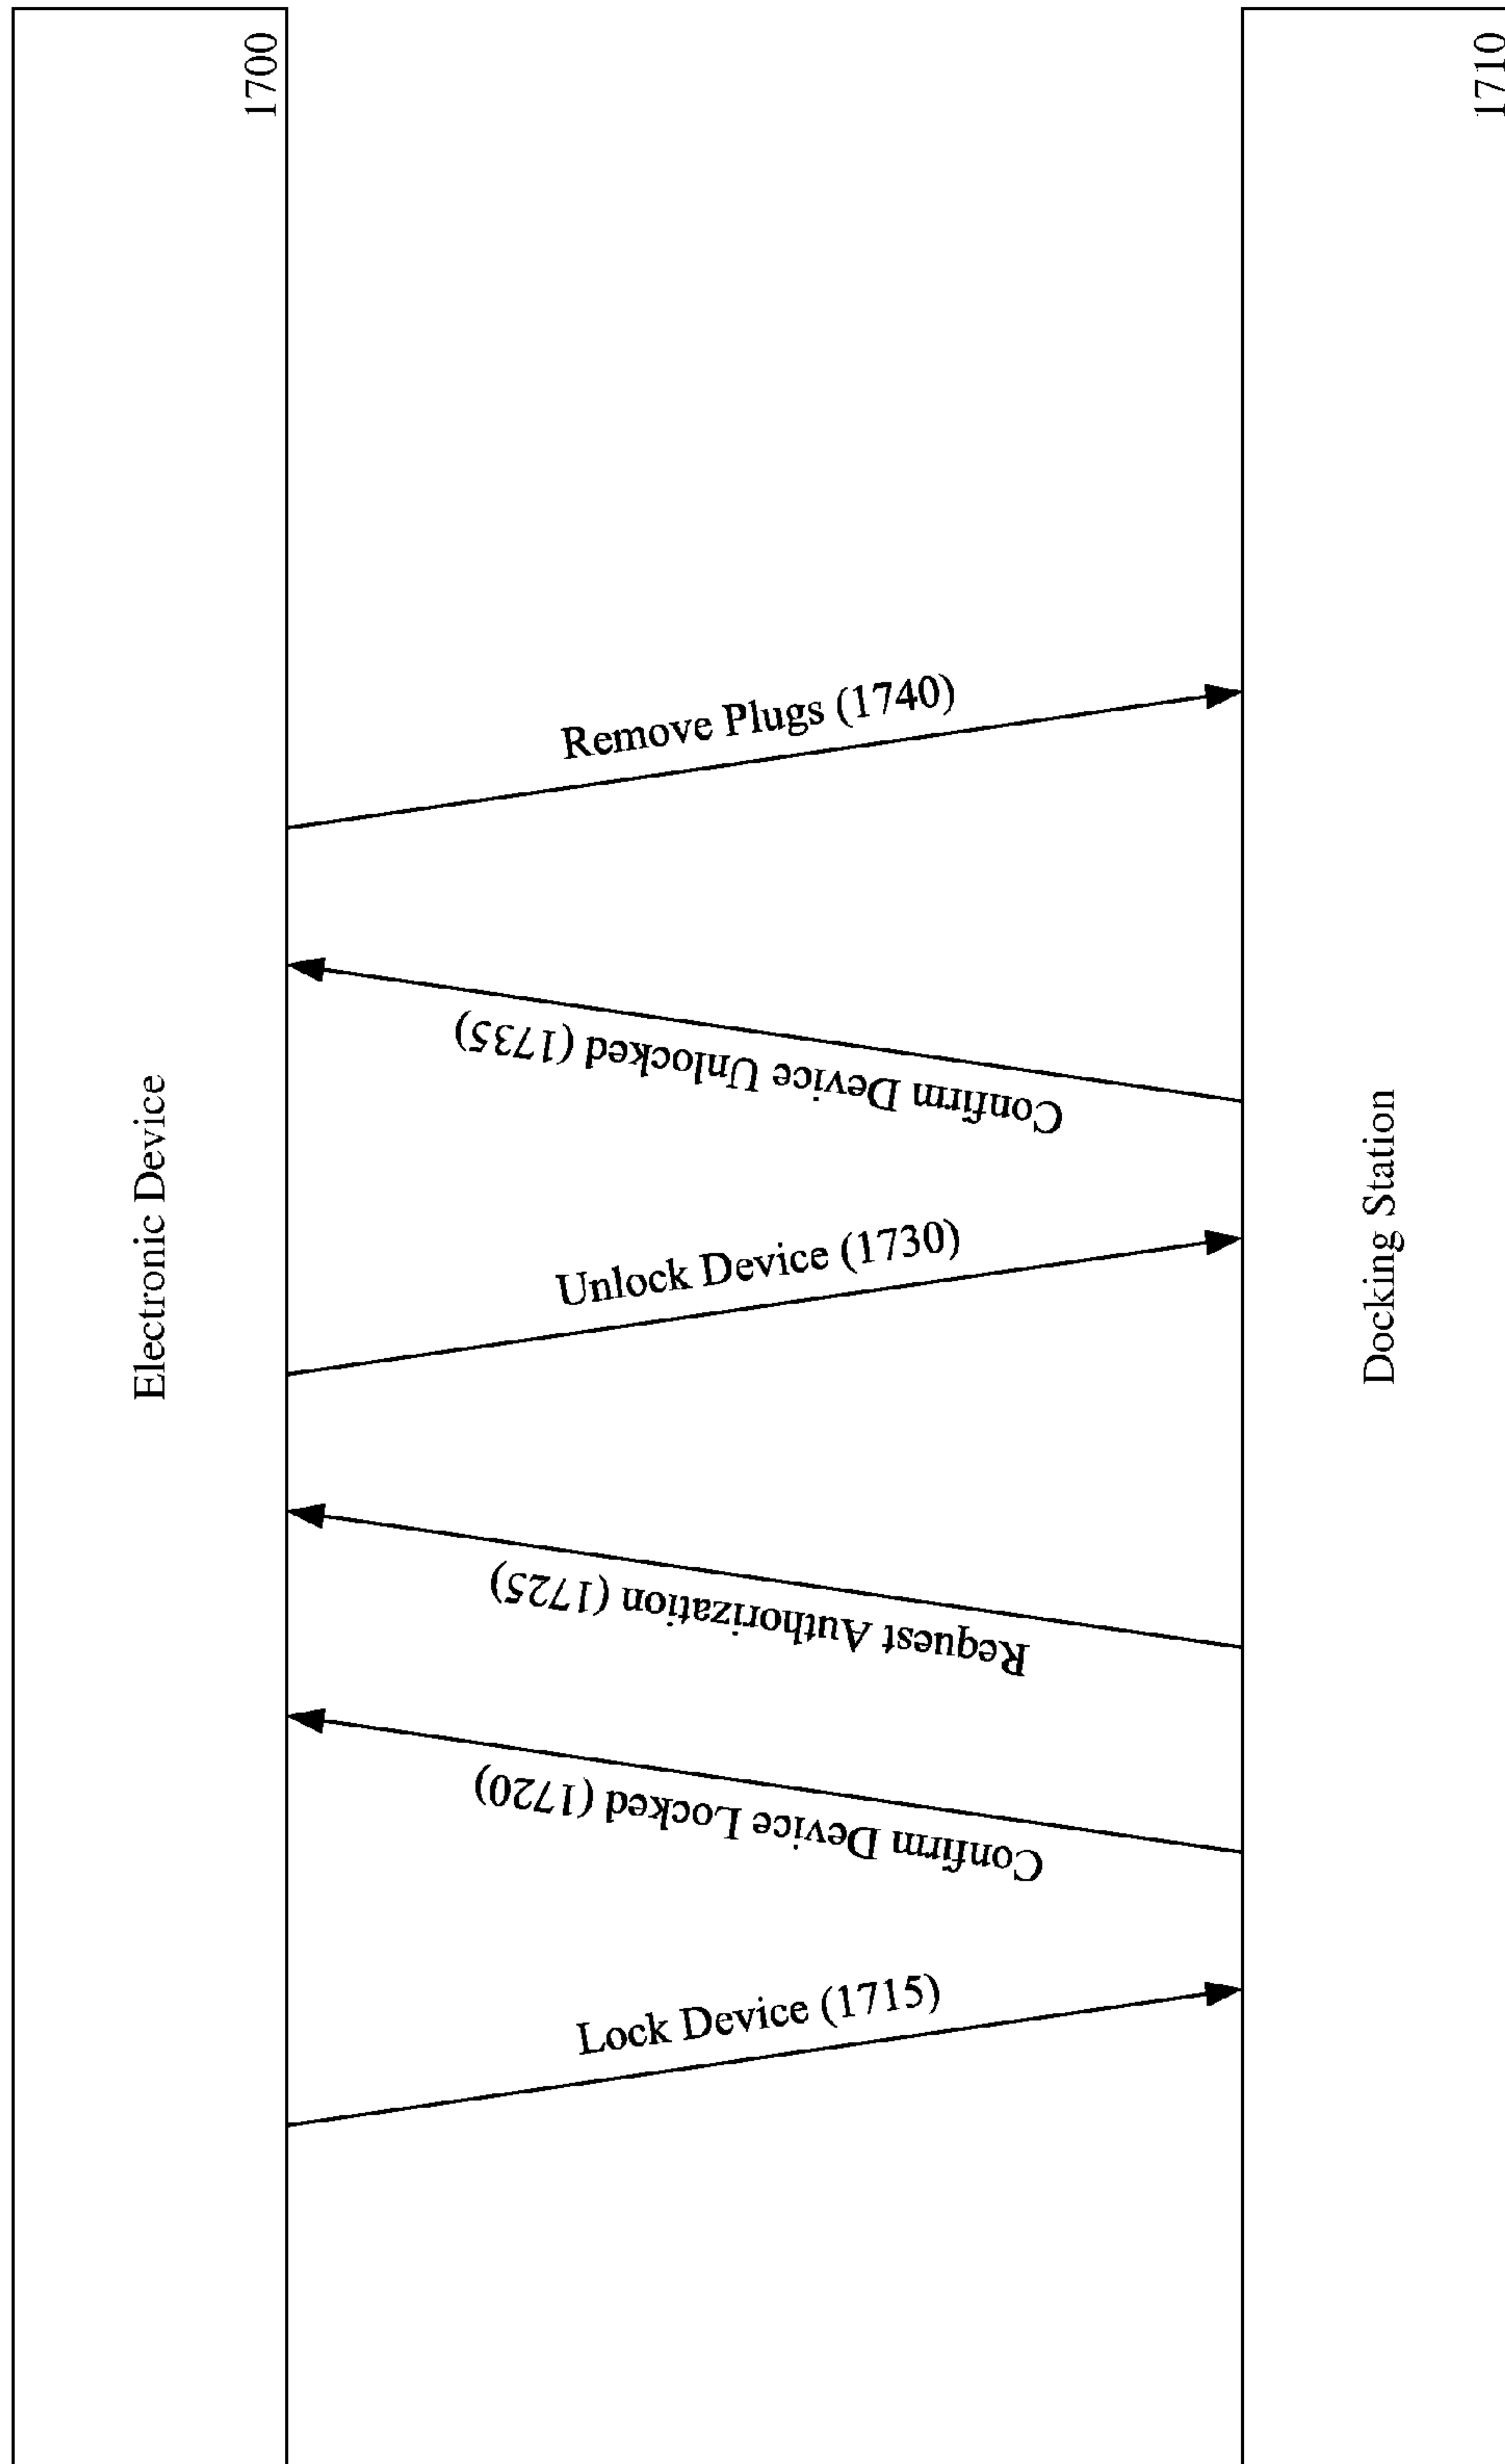 Electronic Device
1700
Lock Device (1715)
Confirm Device Locked (1720)
Request Authorization (1725)
Unlock Device (1730)
Confirm Device Unlocked (1735)
Remove Plugs (1740)
Docking Station
1710